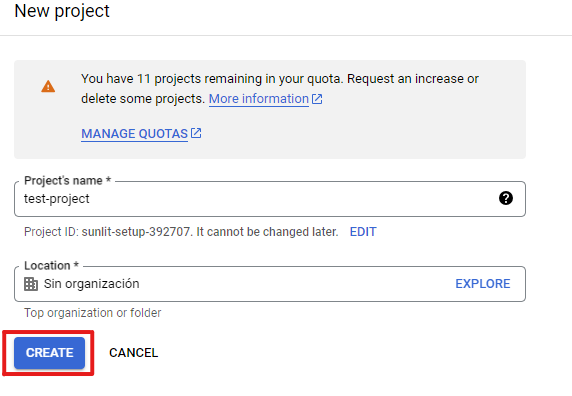 New project
You have 11 projects remaining in your quota. Request an increase or
delete some projects. More information
MANAGE QUOTAS
Project's name *
test-project
Project ID: sunlit-setup-392707. It cannot be changed later. EDIT
Location *
Sin organización EXPLORE
Top organization or folder
CREATE CANCEL